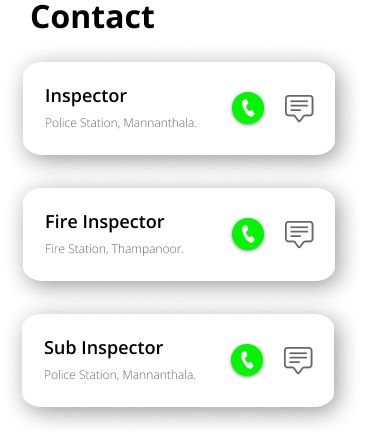 Contact
Inspector
Police Station, Mannanthala.
Fire Inspector
Fire Station, Thampanoor.
Sub Inspector
Police Station, Mannanthala.